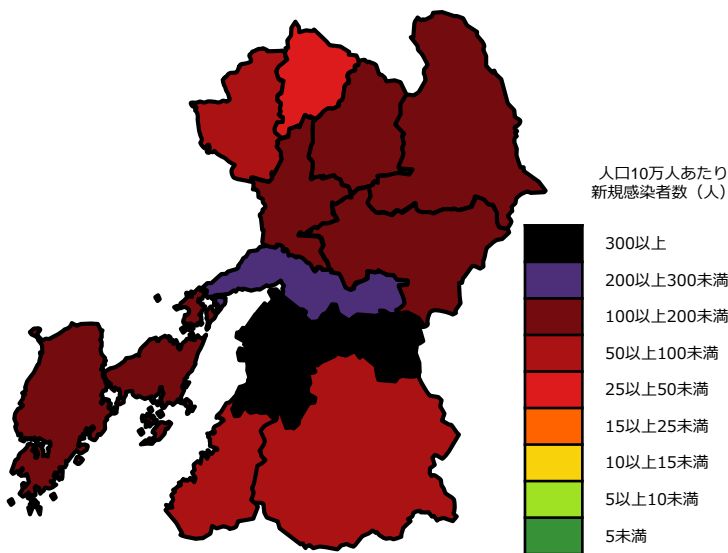 人口10万人あたり
新規感染者数（人）
300以上
200以上300未満
100以上200未満
50以上100未満
25以上50未満
15以上25未満
10以上15未満
5以上10未満
5未満